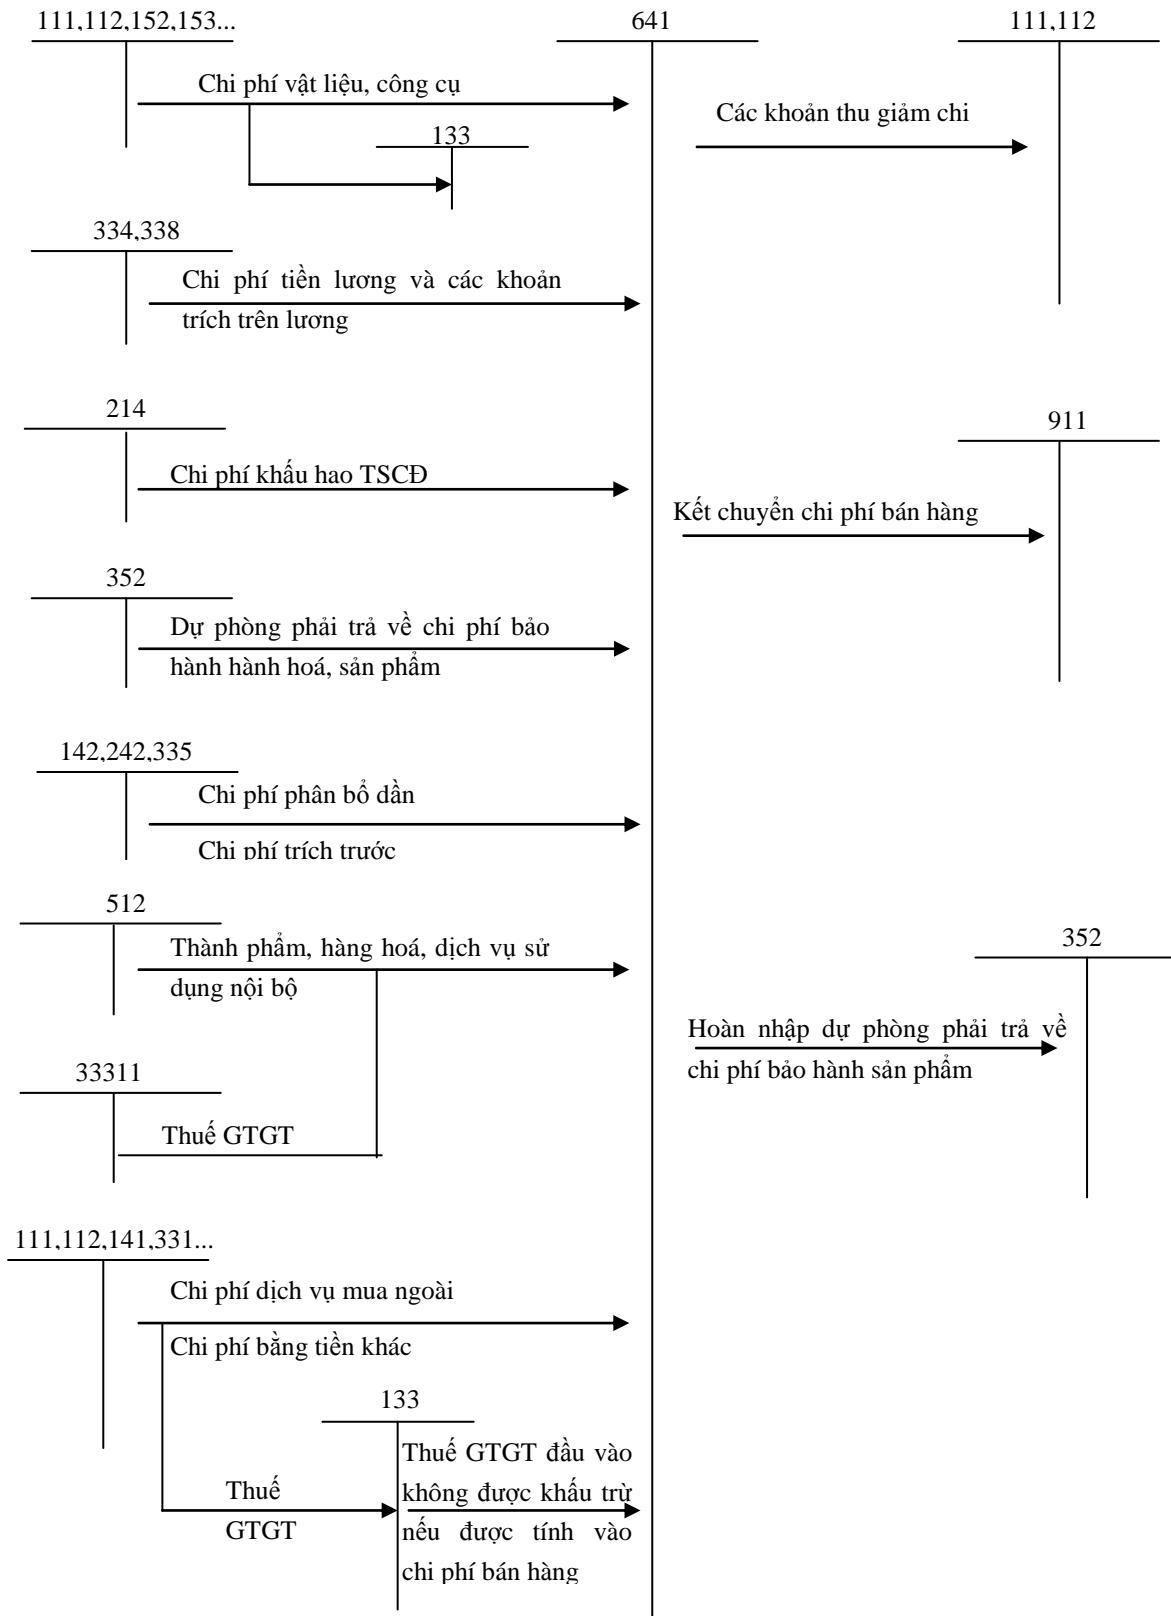 111,112,152,153...
641
111,112
Chi phí vật liệu, công cụ
133
Các khoản thu giảm chi
334,338
Chi phí tiền lương và các khoản
trích trên lương
214
Chi phí khấu hao TSCĐ
911
Kết chuyển chi phí bán hàng
352
Dự phòng phải trả về chi phí bảo
hành hành hoá, sản phẩm
142,242,335
Chi phí phân bổ dần
Chi phí trích trước
512
Thành phẩm, hàng hoá, dịch vụ sử
dụng nội bộ
352
Hoàn nhập dự phòng phải trả về
chi phí bảo hành sản phẩm
33311
Thuế GTGT
111,112,141,331...
Chi phí dịch vụ mua ngoài
Chi phí bằng tiền khác
133
Thuế
GTGT
Thuế GTGT đầu vào
không được khấu trừ
nếu được tính vào
chi phí bán hàng